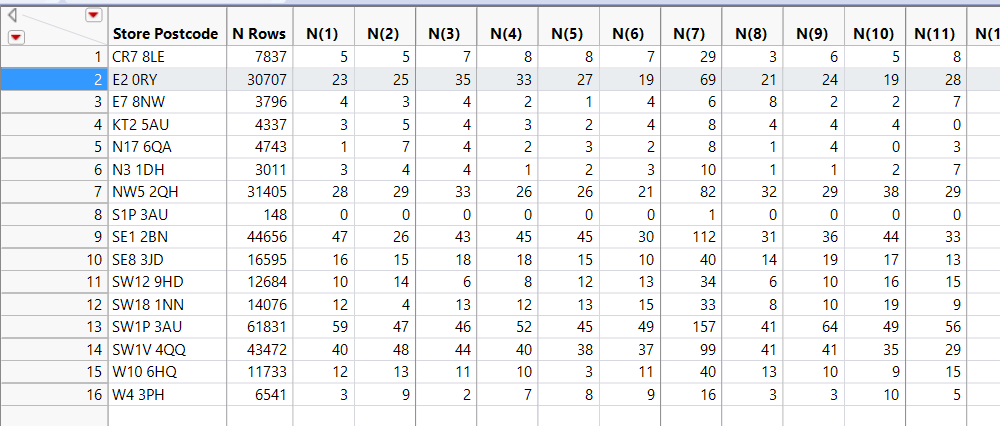 Store Postcode N Rows N(1) N(2) N(3) N(4) N(5) N(6) N(7) N(8) N(9) N(10) N(11) N(1
1 CR7 8LE 7837 5 5 7 8 8 7 29 3 6 5 8
2 E2 0RY 30707 23 25 35 33 27 19 69 21 24 19 28
3 E7 8NW 3796 4 3 4 2 1 4 6 8 2 2 7
4 KT2 5AU 4337 3 5 4 3 2 4 8 4 4 4 0
5 N17 6QA 4743 1 7 4 2 3 2 8 1 4 0 3
6 N3 1DH 3011 3 4 4 1 2 3 10 1 1 2 7
7 NW5 2QH 31405 28 29 33 26 26 21 82 32 29 38 29
8 S1P 3AU 148 0 0 0 0 0 0 1 0 0 0 0
9 SE1 2BN 44656 47 26 43 45 45 30 112 31 36 44 33
10 SE8 3JD 16595 16 15 18 18 15 10 40 14 19 17 13
11 SW12 9HD 12684 10 14 6 8 12 13 34 6 10 16 15
12 SW18 1NN 14076 12 4 13 12 13 15 33 8 10 19 9
13 SW1P 3AU 61831 59 47 46 52 45 49 157 41 64 49 56
14 SW1V 4QQ 43472 40 48 44 40 38 37 99 41 41 35 29
15 W10 6HQ 11733 12 13 11 10 3 11 40 13 10 9 15
16 W4 3PH 6541 3 9 2 7 8 9 16 3 3 10 5